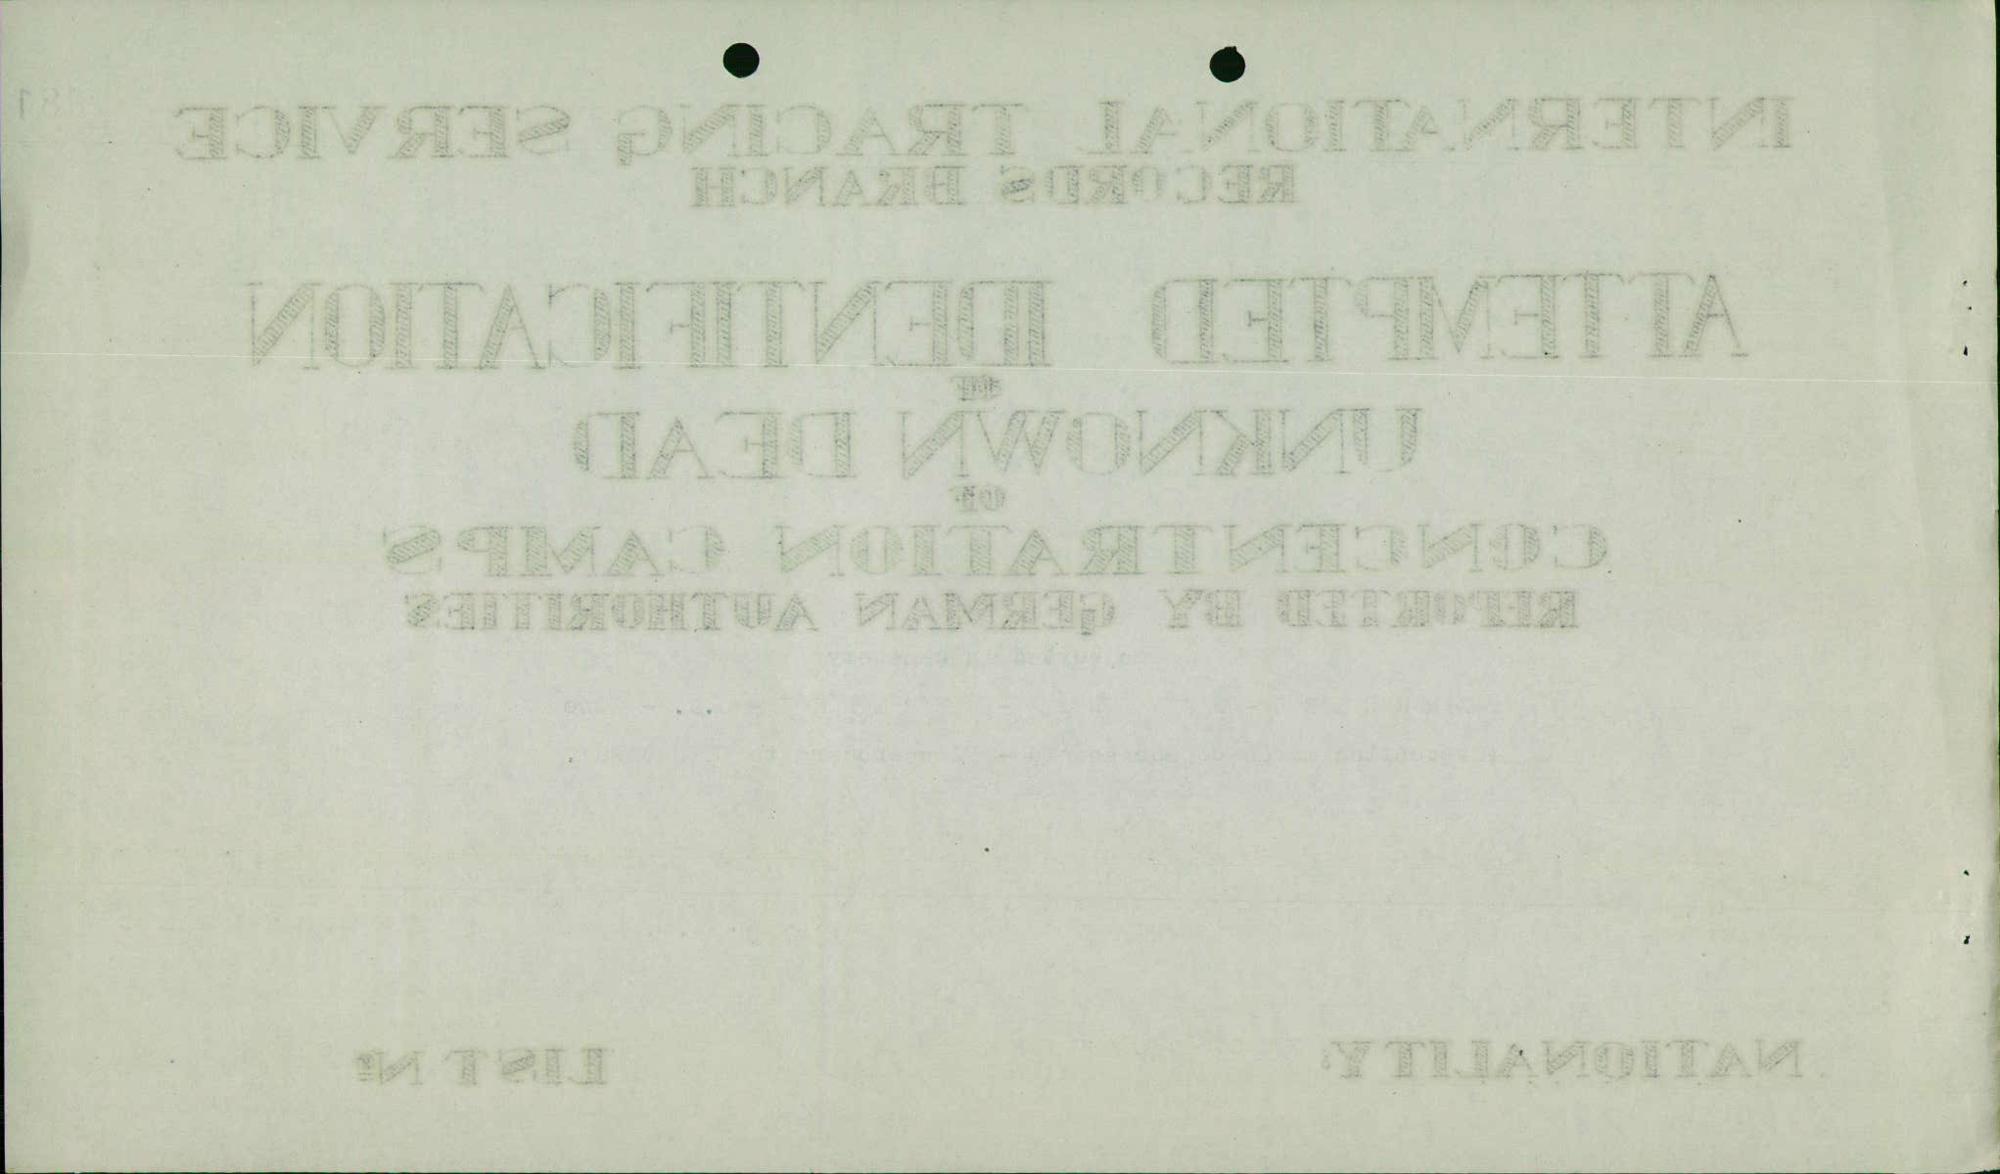 INTERNATIONAL TRACING SERVICE
RECORDS BRANCH
ATTEMPTED IDENTIFICATION
OF
UNKNOWN DEAD
OF
CONCENTRATION CAMPS
REPORTED BY GERMAN AUTHORITIES
NATIONALITY: LIST Nº